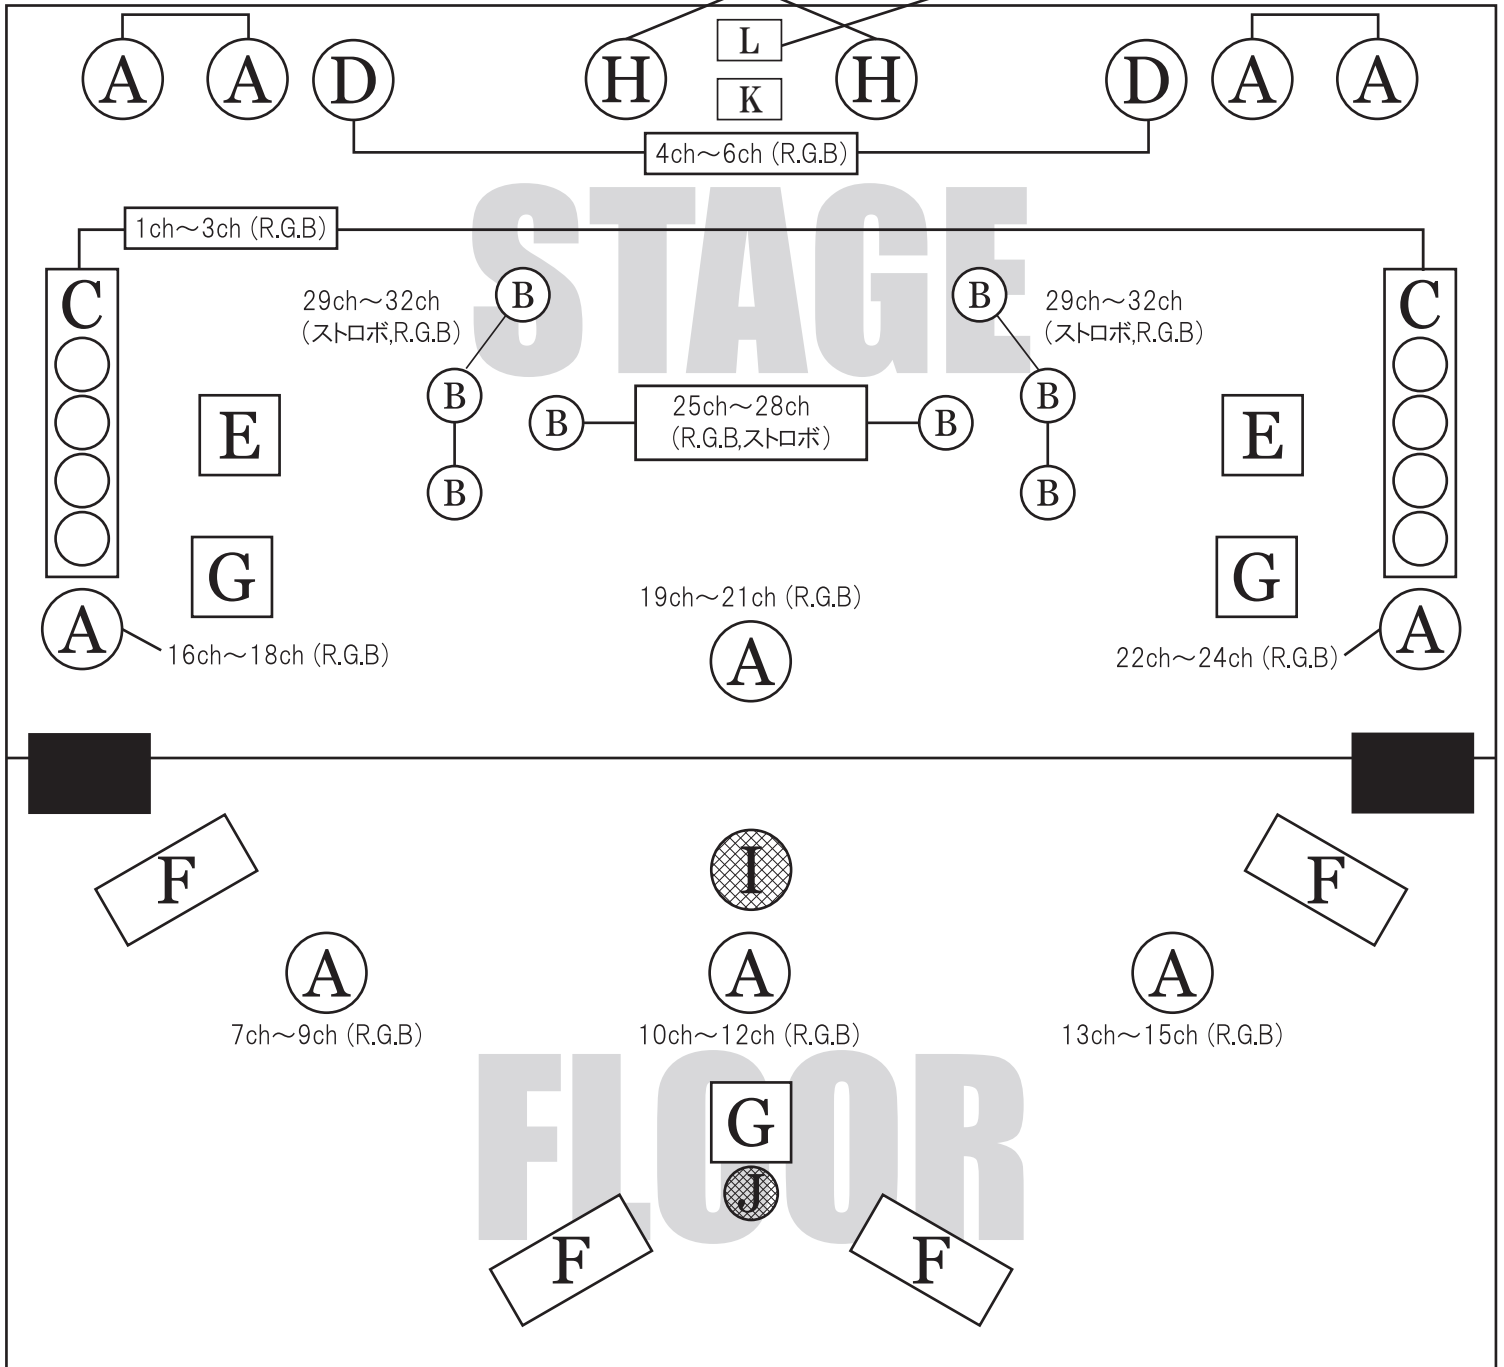 L
A A D H H D A A
K
4ch～6ch (R.G.B)
STAGE
1ch～3ch (R.G.B)
C C
B B
29ch～32ch
(ストロボ,R.G.B)
29ch～32ch
(ストロボ,R.G.B)
B B
25ch～28ch
(R.G.B,ストロボ)
B B
E E
B B
G G
19ch～21ch (R.G.B)
A A
16ch～18ch (R.G.B)
A
22ch～24ch (R.G.B)
I
F F
A A A
7ch～9ch (R.G.B)
10ch～12ch (R.G.B)
13ch～15ch (R.G.B)
FLOOR
G
J
F F